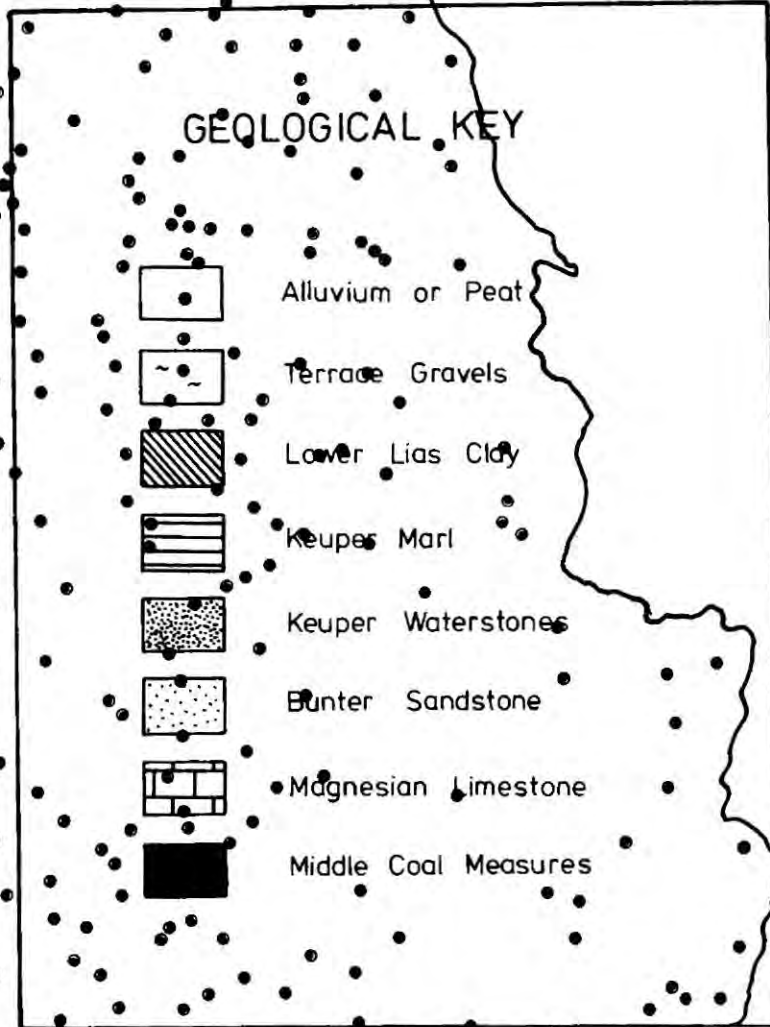 GEOLOGICAL KEY
Alluvium or Peat
Terrace Gravels
Lower Lias Clay
Keuper Marl
Keuper Waterstones
Bunter Sandstone
Magnesian Limestone
Middle Coal Measures